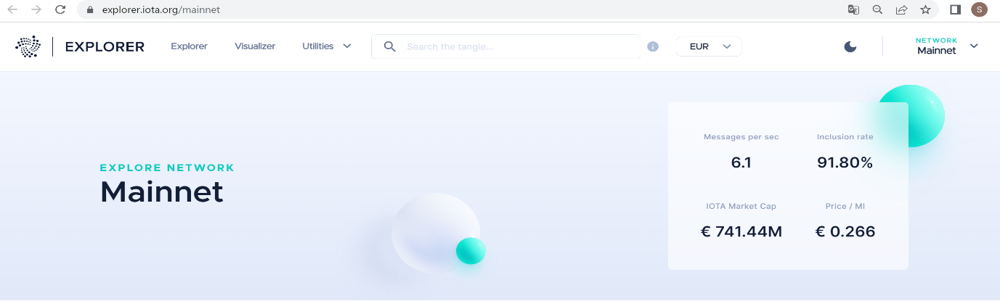 explorer.iota.org/mainnet
S
EXPLORER
Explorer
Visualizer
Utilities
Search the tangle...
EUR
NETWORK
Mainnet
Messages per sec
Inclusion rate
6.1
91.80%
EXPLORE NETWORK
Mainnet
IOTA Market Cap
Price / MI
€ 741.44M
€ 0.266